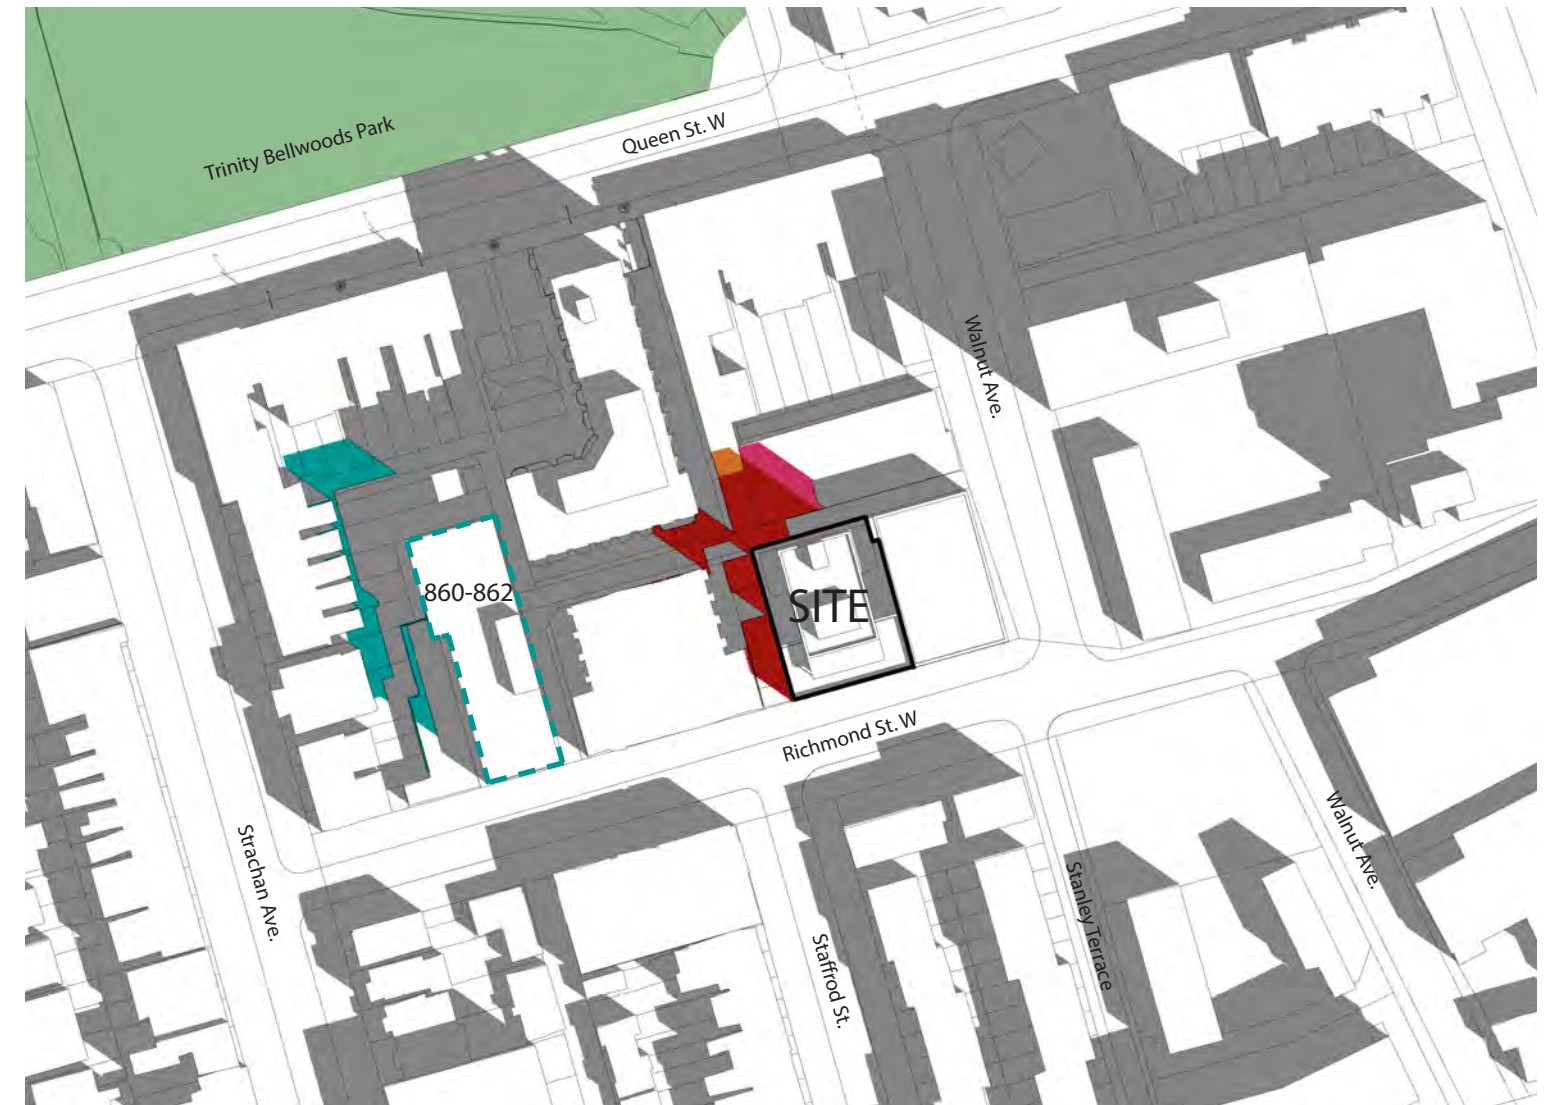 Trinity Bellwoods Park
Queen St. W
Walnut Ave.
860-862
SITE
Richmond St. W
Strachan Ave.
Staffrod St.
Stanley Terrace
Walnut Ave.